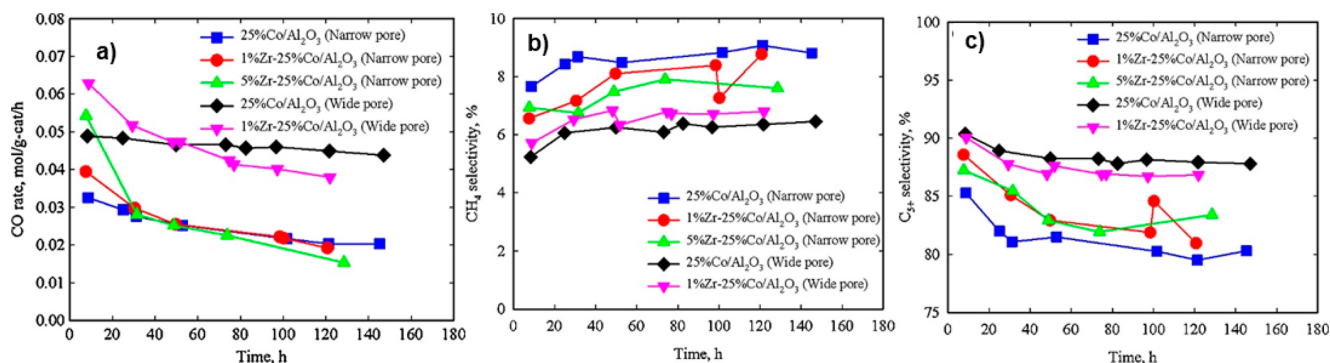 a)
25%Co/Al2O3 (Narrow pore)
1%Zr-25%Co/Al2O3 (Narrow pore)
5%Zr-25%Co/Al2O3 (Narrow pore)
25%Co/Al2O3 (Wide pore)
1%Zr-25%Co/Al2O3 (Wide pore)
CO rate, mol/g-cat/h
0.08
0.07
0.06
0.05
0.04
0.03
0.02
0.01
0.00
0 20 40 60 80 100 120 140 160 180
Time, h
b)
CH4 selectivity, %
10
8
6
4
2
0
25%Co/Al2O3 (Narrow pore)
1%Zr-25%Co/Al2O3 (Narrow pore)
5%Zr-25%Co/Al2O3 (Narrow pore)
25%Co/Al2O3 (Wide pore)
1%Zr-25%Co/Al2O3 (Wide pore)
0 20 40 60 80 100 120 140 160 180
Time, h
c)
25%Co/Al2O3 (Narrow pore)
1%Zr-25%Co/Al2O3 (Narrow pore)
5%Zr-25%Co/Al2O3 (Narrow pore)
25%Co/Al2O3 (Wide pore)
1%Zr-25%Co/Al2O3 (Wide pore)
C5+ selectivity, %
100
95
90
85
80
75
0 20 40 60 80 100 120 140 160 180
Time, h